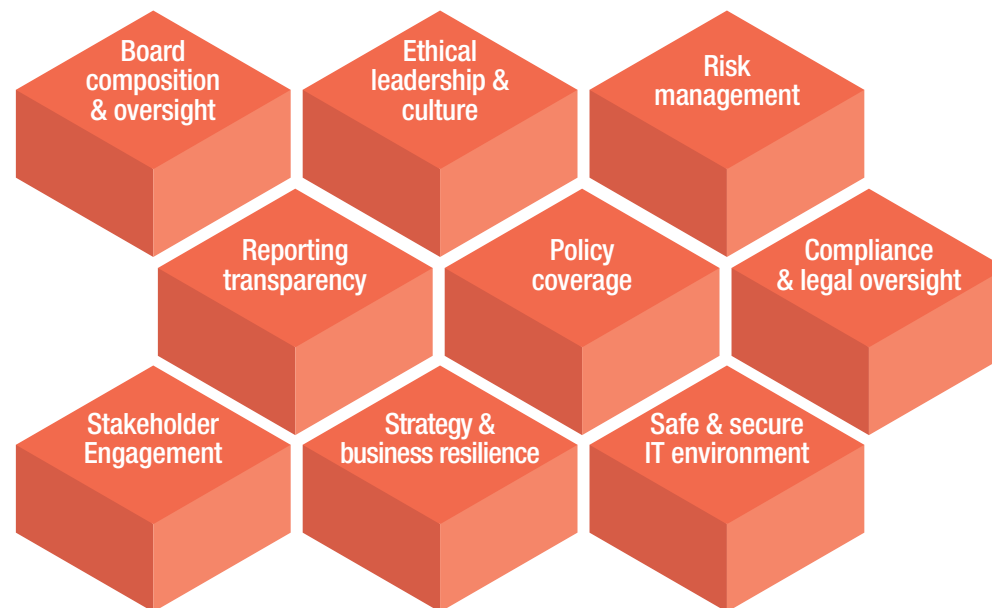 Board
composition
& oversight
Ethical
leadership &
culture
Risk
management
Reporting
transparency
Policy
coverage
Compliance
& legal oversight
Stakeholder
Engagement
Strategy &
business resilience
Safe & secure
IT environment